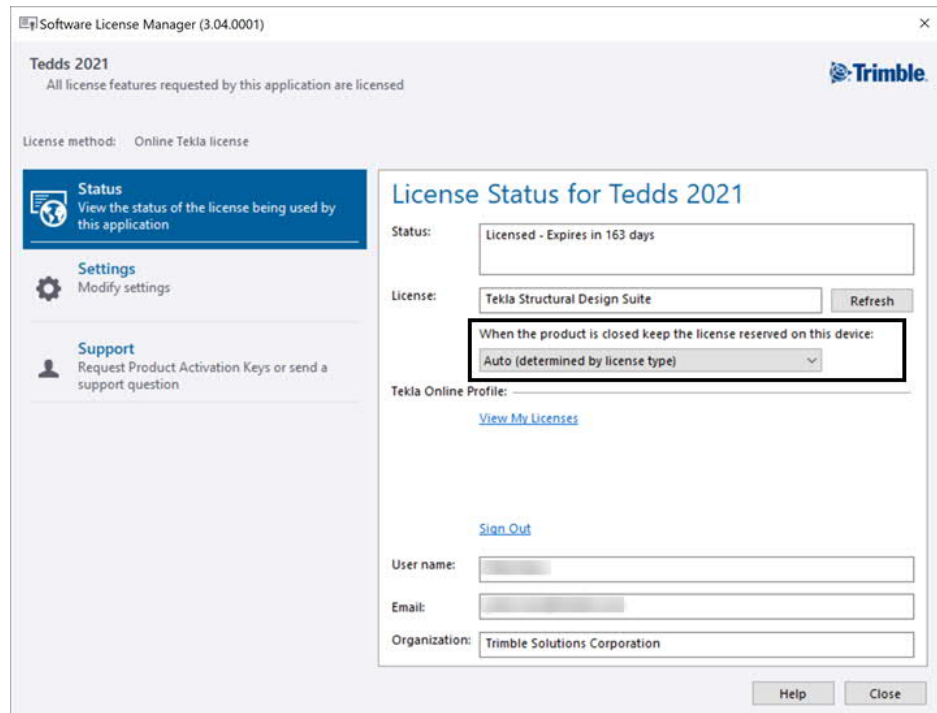 Software License Manager (3.04.0001)
Tedds 2021
All license features requested by this application are licensed
Trimble.
License method: Online Tekla license
Status
View the status of the license being used by
this application
Settings
Modify settings
Support
Request Product Activation Keys or send a
support question
License Status for Tedds 2021
Status: Licensed - Expires in 163 days
License: Tekla Structural Design Suite Refresh
When the product is closed keep the license reserved on this device:
Auto (determined by license type)
Tekla Online Profile:
View My Licenses
Sign Out
User name:
Email:
Organization: Trimble Solutions Corporation
Help Close